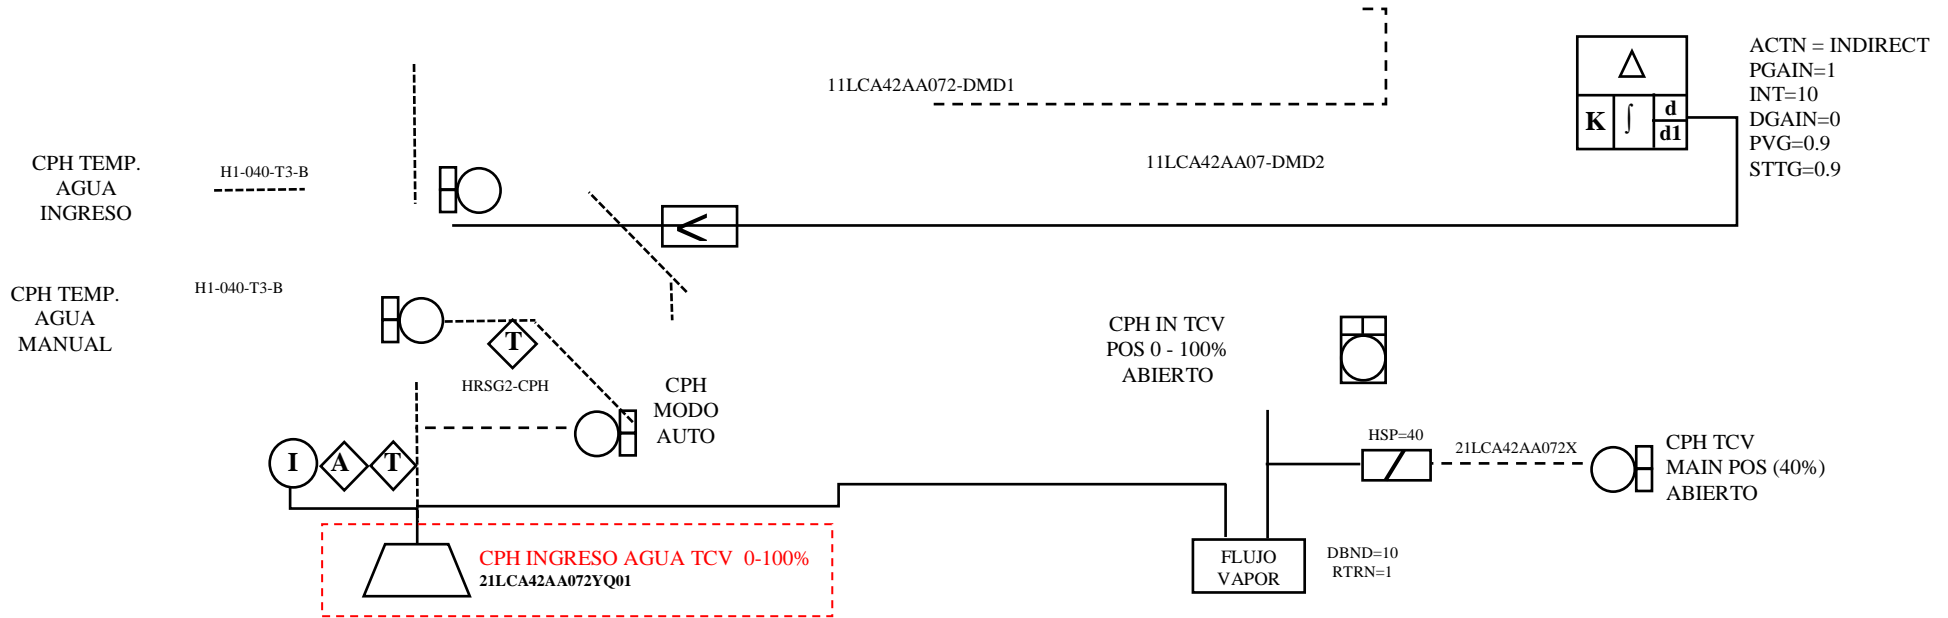 ACTN = INDIRECT
PGAIN=1
INT=10
DGAIN=0
PVG=0.9
STTG=0.9
Δ
K
∫
d
d1
11LCA42AA072-DMD1
11LCA42AA07-DMD2
CPH TEMP.
AGUA
INGRESO
H1-040-T3-B
<
CPH TEMP.
AGUA
MANUAL
H1-040-T3-B
T
HRSG2-CPH
CPH
MODO
AUTO
CPH IN TCV
POS 0 - 100%
ABIERTO
I
A
T
HSP=40
21LCA42AA072X
CPH TCV
MAIN POS (40%)
ABIERTO
CPH INGRESO AGUA TCV 0-100%
21LCA42AA072YQ01
FLUJO
VAPOR
DBND=10
RTRN=1